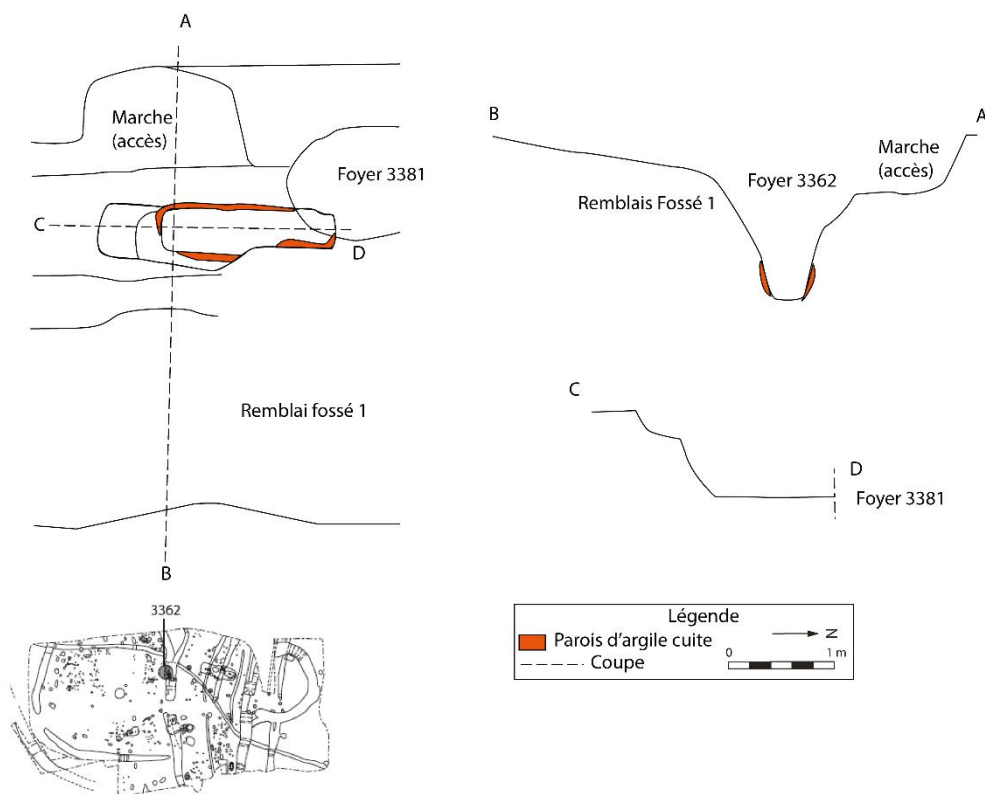 A
Marche
(accès)
Foyer 3381
C
D
Remblai fossé 1
B
3362
B
A
Marche
(accès)
Foyer 3362
Remblais Fossé 1
C
D
Foyer 3381
Légende
Parois d'argile cuite
Coupe
N
0
1 m